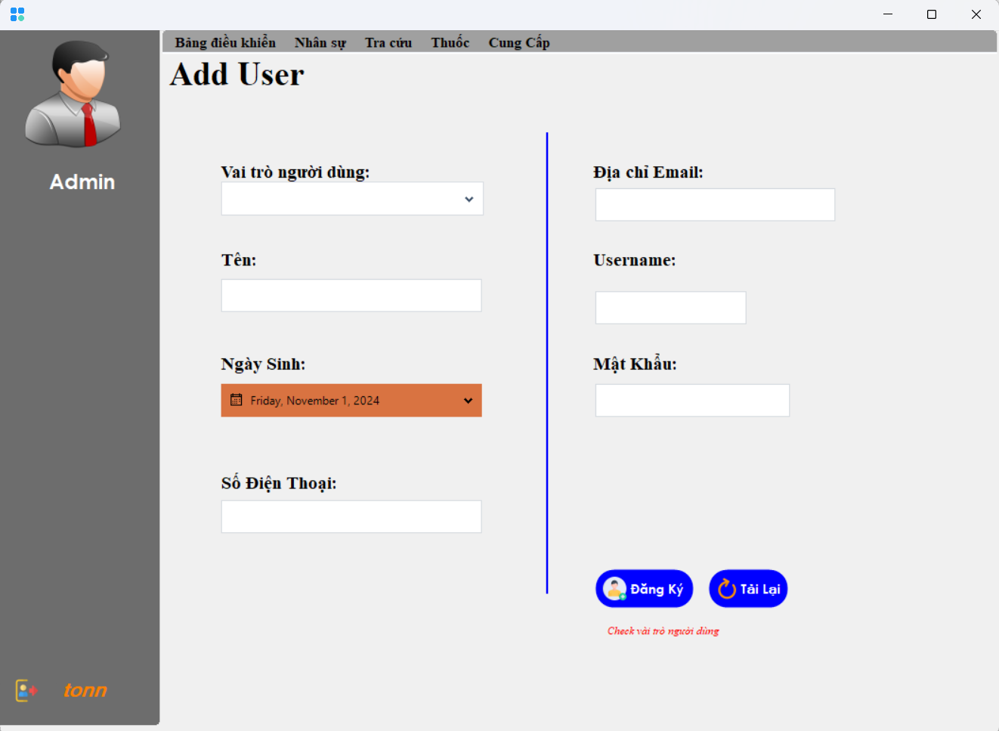 Bảng điều khiển Nhân sự Tra cứu Thuốc Cung Cấp
Add User
Admin
Vai trò người dùng:
Tên:
Ngày Sinh:
Friday, November 1, 2024
Số Điện Thoại:
Địa chỉ Email:
Username:
Mật Khẩu:
Đăng Ký
Tải Lại
Check vài trò người dùng
tonn